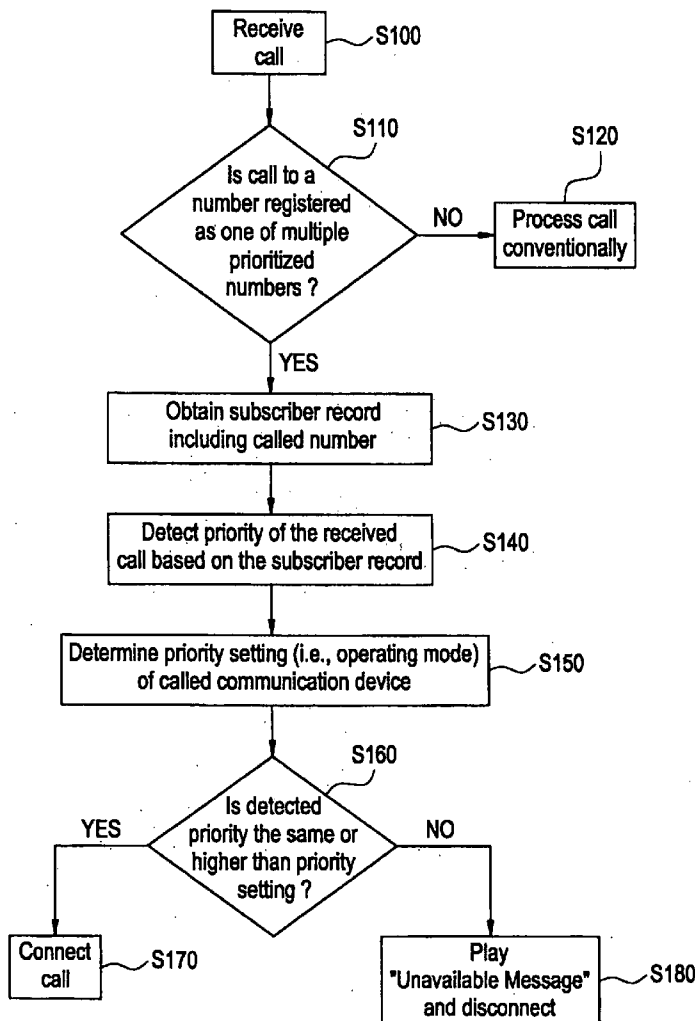 Receive
call
S100
S110
Is call to a
number registered
as one of multiple
prioritized
numbers ?
NO
S120
Process call
conventionally
YES
Obtain subscriber record
including called number
S130
Detect priority of the received
call based on the subscriber record
S140
Determine priority setting (i.e., operating mode)
of called communication device
S150
S160
Is detected
priority the same or
higher than priority
setting ?
YES
NO
Connect
call
S170
Play
"Unavailable Message"
and disconnect
S180